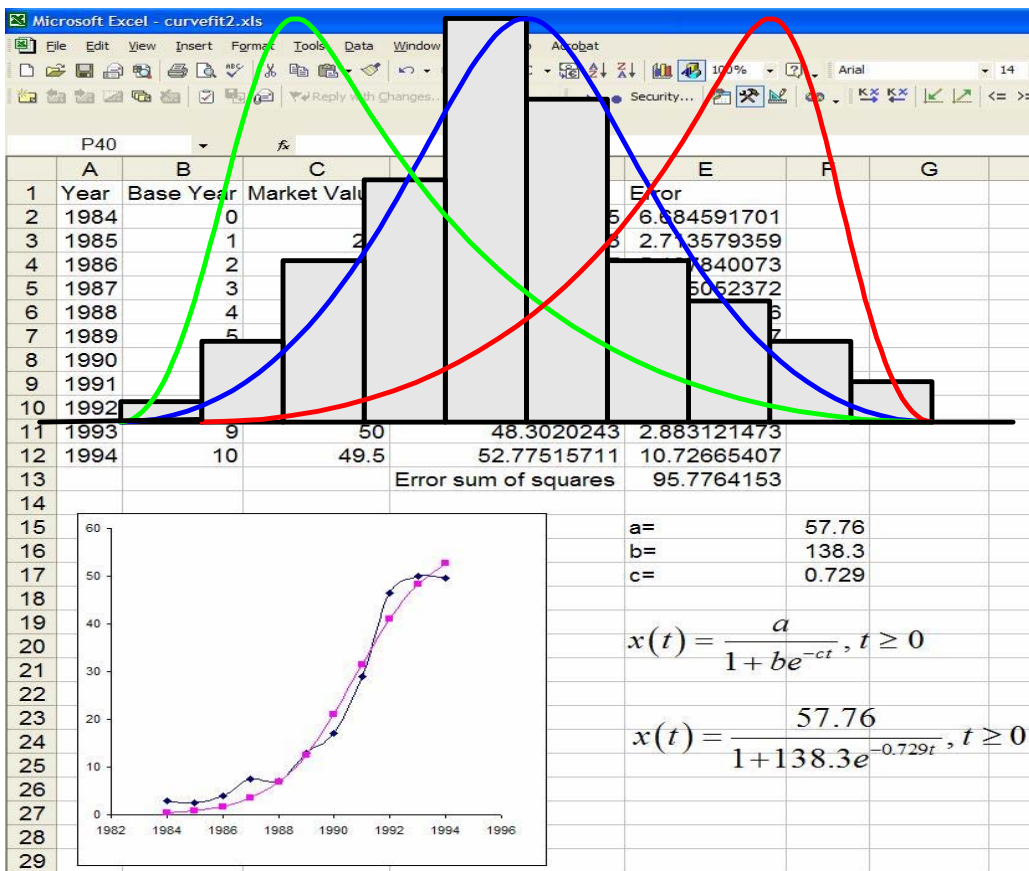 Microsoft Excel - curvefit2.xls
File Edit View Insert Format Tools Data Window Acrobat
100% Arial 14
Reply with Changes... Security...
P40 fx
A B C E F G
1 Year Base Year Market Error
2 1984 0 6.684591701
3 1985 1 2.713579359
4 1986 2
5 1987 3
6 1988 4
7 1989 5
8 1990
9 1991
10 1992
11 1993 9 50 48.3020243 2.883121473
12 1994 10 49.5 52.77515711 10.72665407
13 Error sum of squares 95.7764153
14
15 a= 57.76
16 b= 138.3
17 c= 0.729
18
19
20
21
22
23
24
25
26
27
28
29
x(t) = a / (1 + be^{-ct}), t ≥ 0
x(t) = 57.76 / (1+138.3e^{-0.729t}), t ≥ 0
60
50
40
30
20
10
0
1982 1984 1986 1988 1990 1992 1994 1996